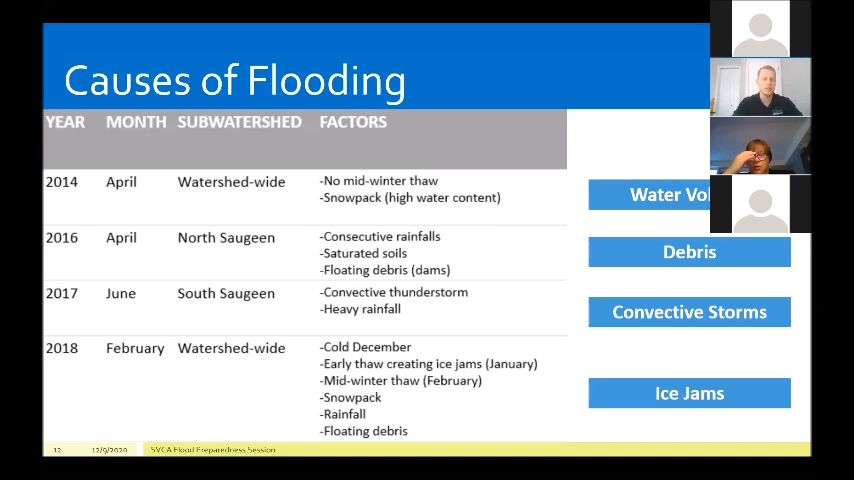 Causes of Flooding
YEAR MONTH SUBWATERSHED FACTORS
2014 April Watershed-wide -No mid-winter thaw
-Snowpack (high water content)
2016 April North Saugeen -Consecutive rainfalls
-Saturated soils
-Floating debris (dams)
2017 June South Saugeen -Convective thunderstorm
-Heavy rainfall
2018 February Watershed-wide -Cold December
-Early thaw creating ice jams (January)
-Mid-winter thaw (February)
-Snowpack
-Rainfall
-Floating debris
Water Vol
Debris
Convective Storms
Ice Jams
12 12/9/2020 SVCA Flood Preparedness Session